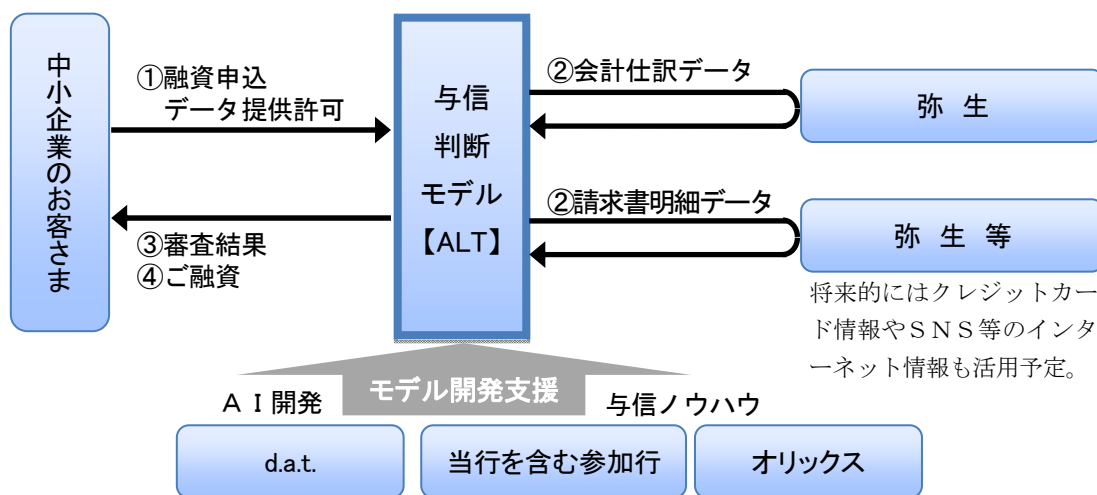 中小企業のお客さま
①融資申込
データ提供許可
③審査結果
④ご融資
与信
判断
モデル
【ALT】
②会計仕訳データ
弥 生
②請求書明細データ
弥 生 等
将来的にはクレジットカー
ド情報やSNS等のインタ
ーネット情報も活用予定。
モデル開発支援
AI開発
与信ノウハウ
d.a.t.
当行を含む参加行
オリックス